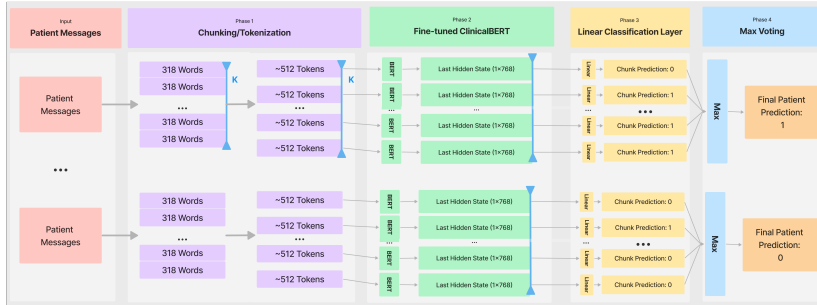 Input
Patient Messages
Phase 1
Chunking/Tokenization
Phase 2
Fine-tuned ClinicalBERT
Phase 3
Linear Classification Layer
Phase 4
Max Voting
Patient
Messages
318 Words
318 Words
...
318 Words
318 Words
K
~512 Tokens
~512 Tokens
...
~512 Tokens
~512 Tokens
K
BERT
BERT
...
BERT
BERT
Last Hidden State (1×768)
Last Hidden State (1×768)
...
Last Hidden State (1×768)
Last Hidden State (1×768)
Linear
Linear
Linear
Linear
Chunk Prediction: 0
Chunk Prediction: 1
...
Chunk Prediction: 1
Chunk Prediction: 1
Max
Final Patient
Prediction:
1
...
Patient
Messages
318 Words
318 Words
...
318 Words
318 Words
~512 Tokens
~512 Tokens
...
~512 Tokens
~512 Tokens
BERT
BERT
...
BERT
BERT
Last Hidden State (1×768)
Last Hidden State (1×768)
...
Last Hidden State (1×768)
Last Hidden State (1×768)
Linear
Linear
Linear
Linear
Chunk Prediction: 0
Chunk Prediction: 1
...
Chunk Prediction: 0
Chunk Prediction: 0
Max
Final Patient
Prediction:
0